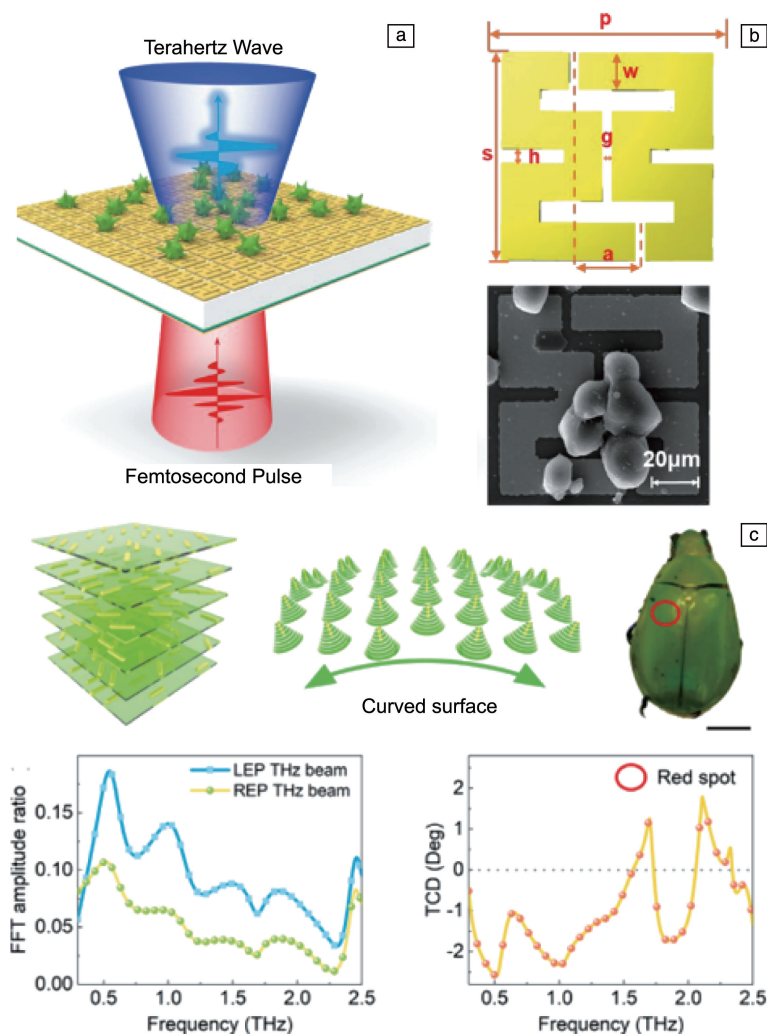 a
Terahertz Wave
Femtosecond Pulse
b
p
w
s
g
h
a
20μm
c
Curved surface
LEP THz beam
REP THz beam
FFT amplitude ratio
0.15
0.10
0.05
0.00
0.5 1.0 1.5 2.0 2.5
Frequency (THz)
Red spot
TCD (Deg)
2
1
0
-1
-2
0.5 1.0 1.5 2.0 2.5
Frequency (THz)